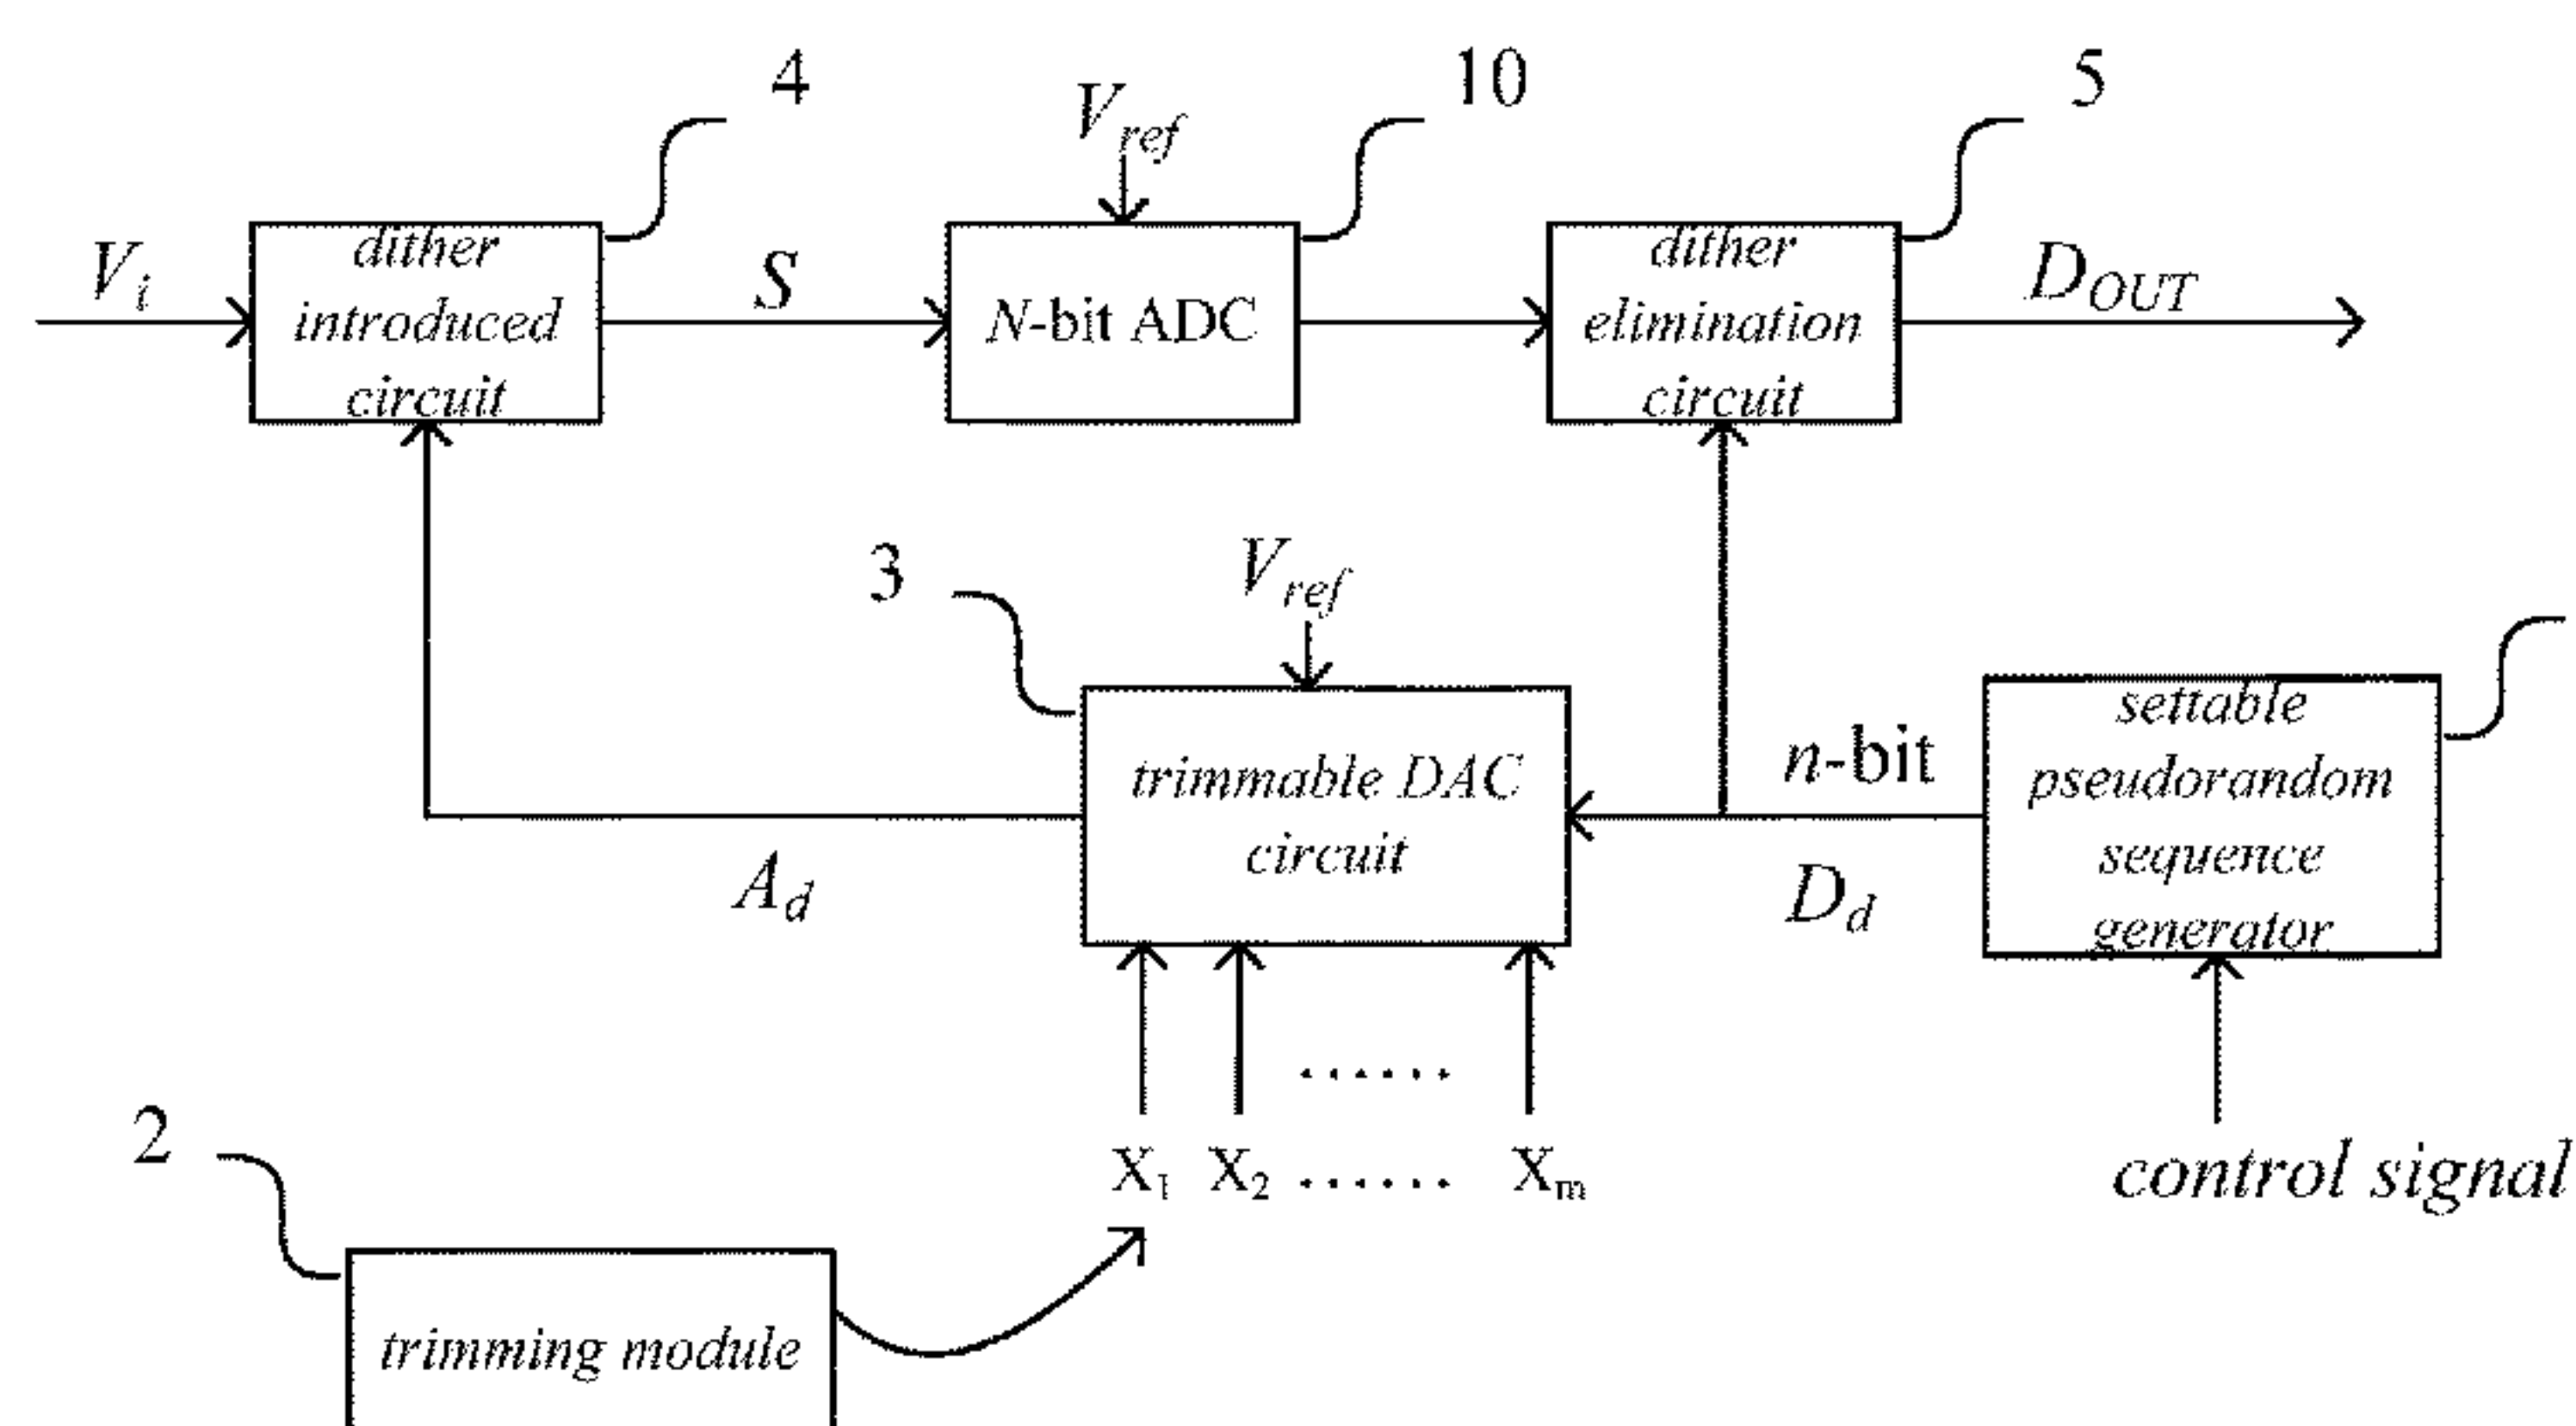 4
10
5
V_ref
V_i
dither
introduced
circuit
S
N-bit ADC
dither
elimination
circuit
D_OUT
3
V_ref
trimmable DAC
circuit
n-bit
settable
pseudorandom
sequence
generator
A_d
D_d
......
2
X_1 X_2 ...... X_m
control signal
trimming module